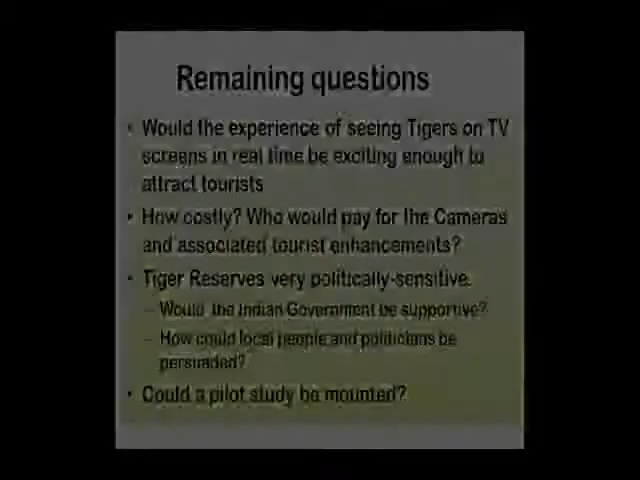 Remaining questions
• Would the experience of seeing Tigers on TV
screens in real time be exciting enough to
attract tourists
• How costly? Who would pay for the Cameras
and associated tourist enhancements?
• Tiger Reserves very politically-sensitive.
– Would the Indian Government be supportive?
– How could local people and politicians be
persuaded?
• Could a pilot study be mounted?